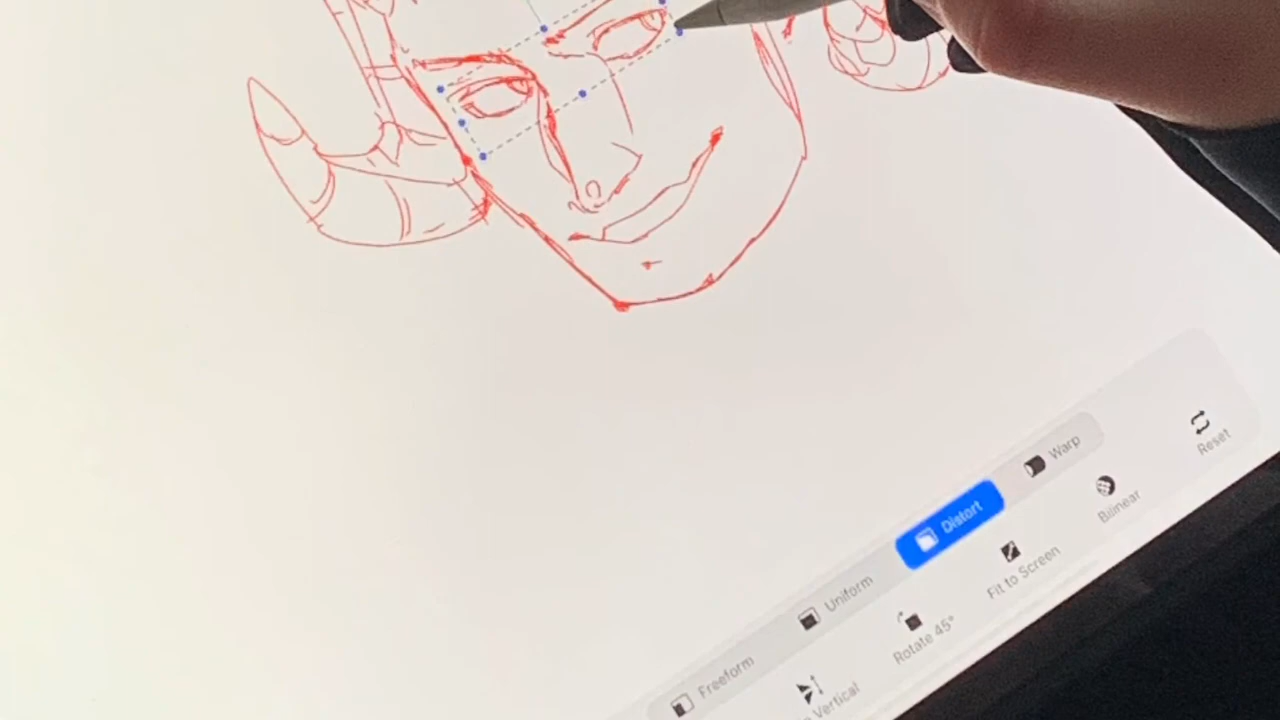 Freeform Uniform Distort Warp
Vertical Rotate 45° Fit to Screen Bilinear Reset